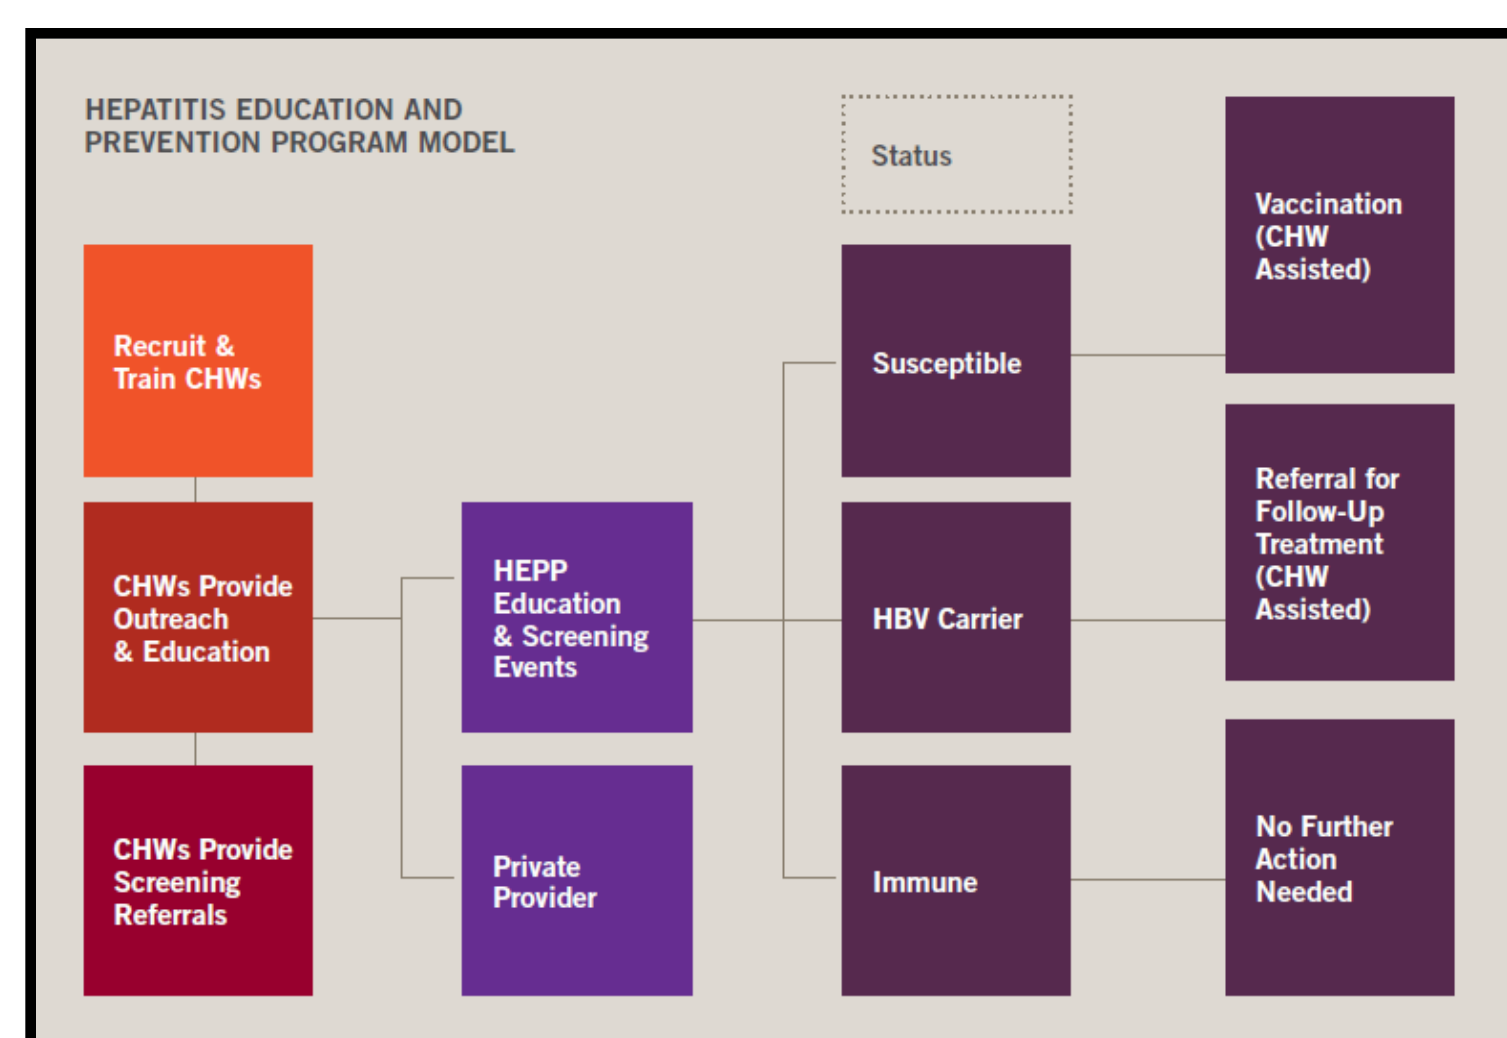 HEPATITIS EDUCATION AND
PREVENTION PROGRAM MODEL
Recruit &
Train CHWs
CHWs Provide
Outreach
& Education
CHWs Provide
Screening
Referrals
HEPP
Education
& Screening
Events
Private
Provider
Status
Susceptible
HBV Carrier
Immune
Vaccination
(CHW
Assisted)
Referral for
Follow-Up
Treatment
(CHW
Assisted)
No Further
Action
Needed